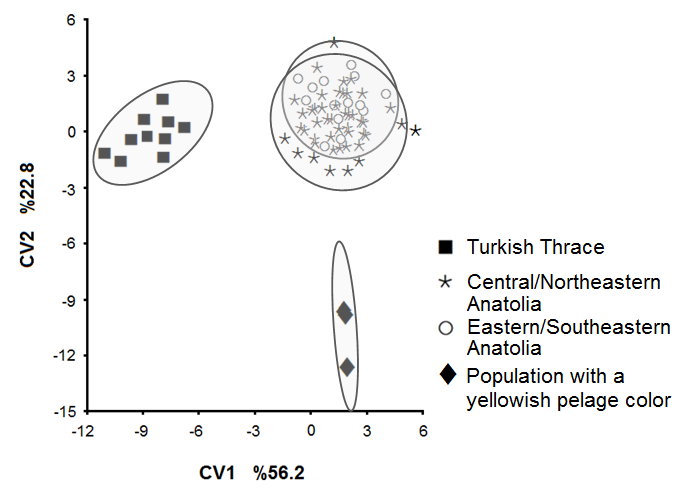 6
3
0
-3
-6
-9
-12
-15
CV2 %22.8
-12 -9 -6 -3 0 3 6
CV1 %56.2
Turkish Thrace
Central/Northeastern
Anatolia
Eastern/Southeastern
Anatolia
Population with a
yellowish pelage color